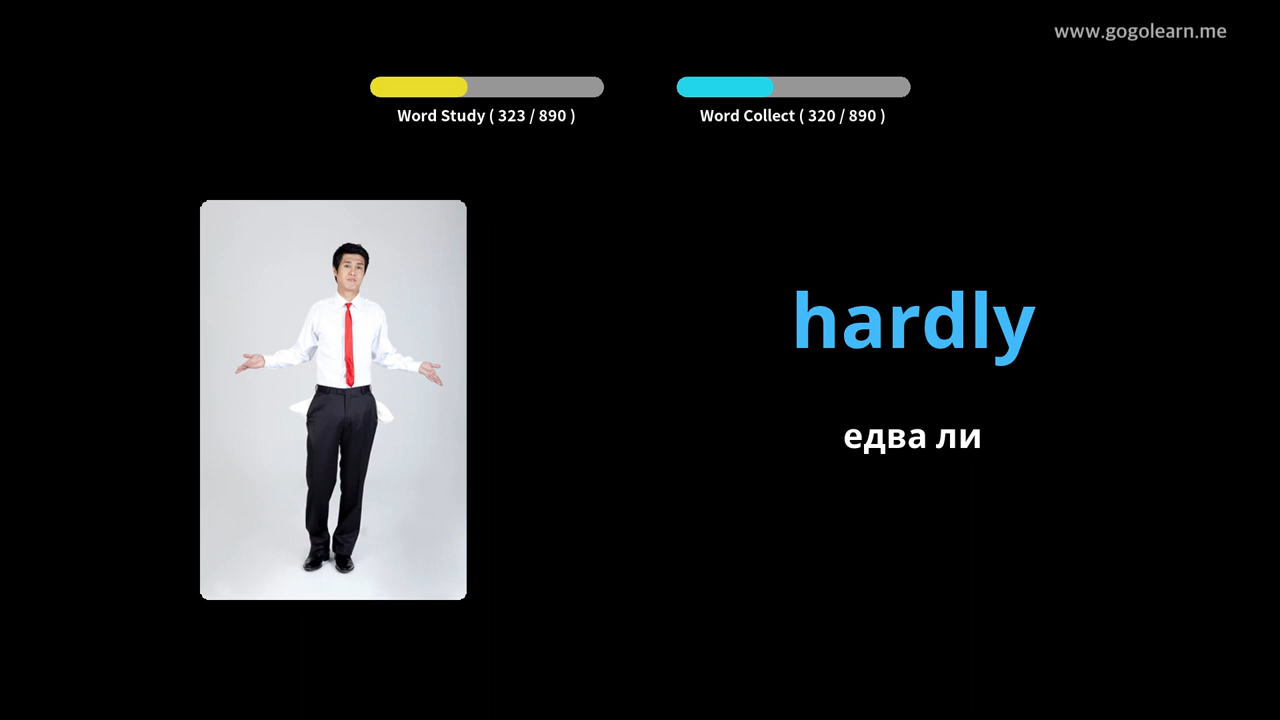 www.gogolearn.me
Word Study ( 323 / 890 )
Word Collect ( 320 / 890 )
hardly
едва ли